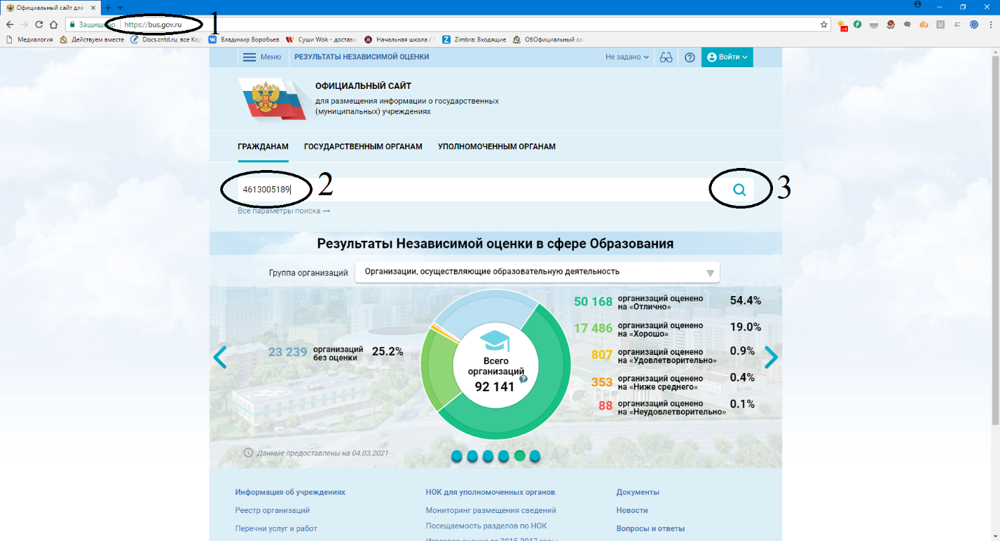 Официальный сайт для
Защищено https://bus.gov.ru 1
Медиалогия Действуем вместе Docs.cntd.ru, все Код Владимир Воробьев Суши Wok - доставк Начальная школа / Zimbra: Входящие ОбОфициальный са
Меню РЕЗУЛЬТАТЫ НЕЗАВИСИМОЙ ОЦЕНКИ Не задано Войти
ОФИЦИАЛЬНЫЙ САЙТ
для размещения информации о государственных
(муниципальных) учреждениях
ГРАЖДАНАМ ГОСУДАРСТВЕННЫМ ОРГАНАМ УПОЛНОМОЧЕННЫМ ОРГАНАМ
4613005189 2 3
Все параметры поиска →
Результаты Независимой оценки в сфере Образования
Группа организаций Организации, осуществляющие образовательную деятельность
50 168 организаций оценено на «Отлично» 54.4%
17 486 организаций оценено на «Хорошо» 19.0%
23 239 организаций без оценки 25.2%
Всего
организаций
92 141
807 организаций оценено на «Удовлетворительно» 0.9%
353 организаций оценено на «Ниже среднего» 0.4%
88 организаций оценено на «Неудовлетворительно» 0.1%
Данные предоставлены на 04.03.2021
Информация об учреждениях НОК для уполномоченных органов Документы
Реестр организаций Мониторинг размещения сведений Новости
Перечни услуг и работ Посещаемость разделов по НОК Вопросы и ответы
Итоговая оценка за 2015-2017 годы